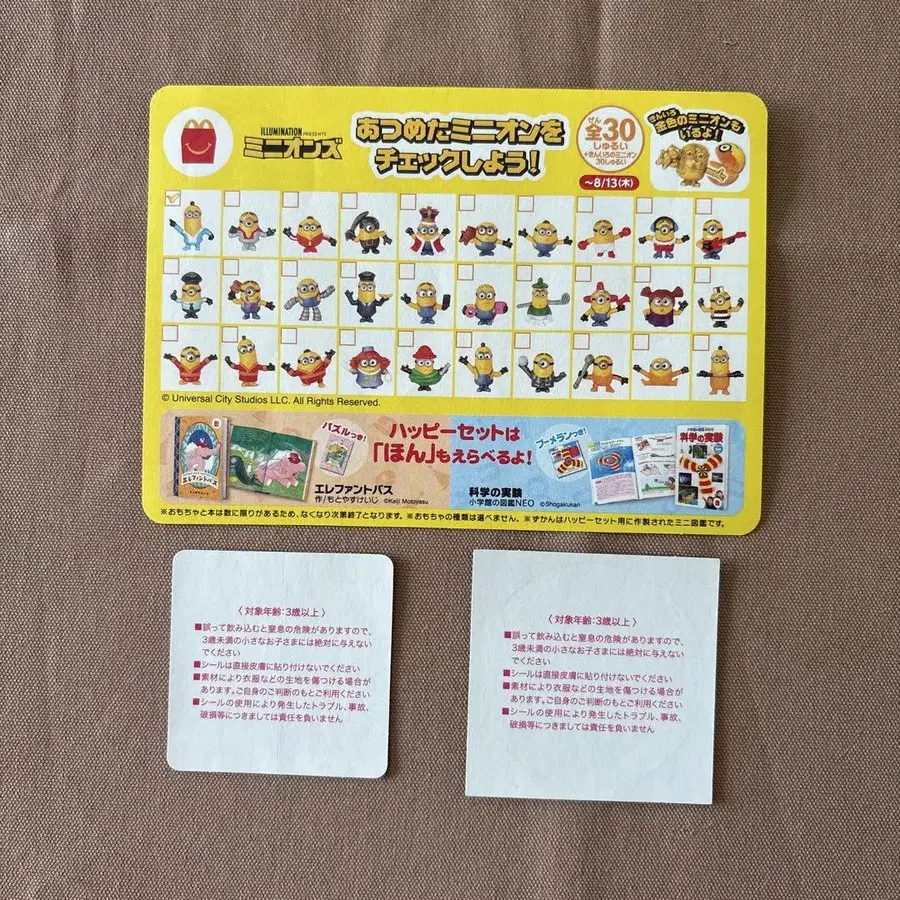 ILLUMINATION PRESENTS
ミニオンズ
あつめたミニオンを
チェックしよう!
ぜん
全30
しゅるい
+きんいろのミニオン
30しゅるい
~8/13(木)
きんいろ
金色のミニオンも
いるよ!
© Universal City Studios LLC. All Rights Reserved.
エレファントバス
パズルつき!
ハッピーセットは
「ほん」もえらべるよ!
エレファントバス
作/もとやすけいじ ©Keiji Motoyasu
ブーメランつき!
科学の実験
小学館の図鑑NEO ©Shogakukan
科学の実験
※おもちゃと本は数に限りがあるため、なくなり次第終了となります。※おもちゃの種類は選べません。※ずかんはハッピーセット用に作製されたミニ図鑑です。
〈対象年齢:3歳以上〉
■誤って飲み込むと窒息の危険がありますので、
3歳未満の小さなお子さまには絶対に与えない
でください
■シールは直接皮膚に貼り付けないでください
■素材により衣服などの生地を傷つける場合が
あります。ご自身のご判断のもとご利用ください
■シールの使用により発生したトラブル、事故、
破損等につきましては責任を負いません
〈対象年齢:3歳以上〉
■誤って飲み込むと窒息の危険がありますので、
3歳未満の小さなお子さまには絶対に与えない
でください
■シールは直接皮膚に貼り付けないでください
■素材により衣服などの生地を傷つける場合が
あります。ご自身のご判断のもとご利用ください
■シールの使用により発生したトラブル、事故、
破損等につきましては責任を負いません